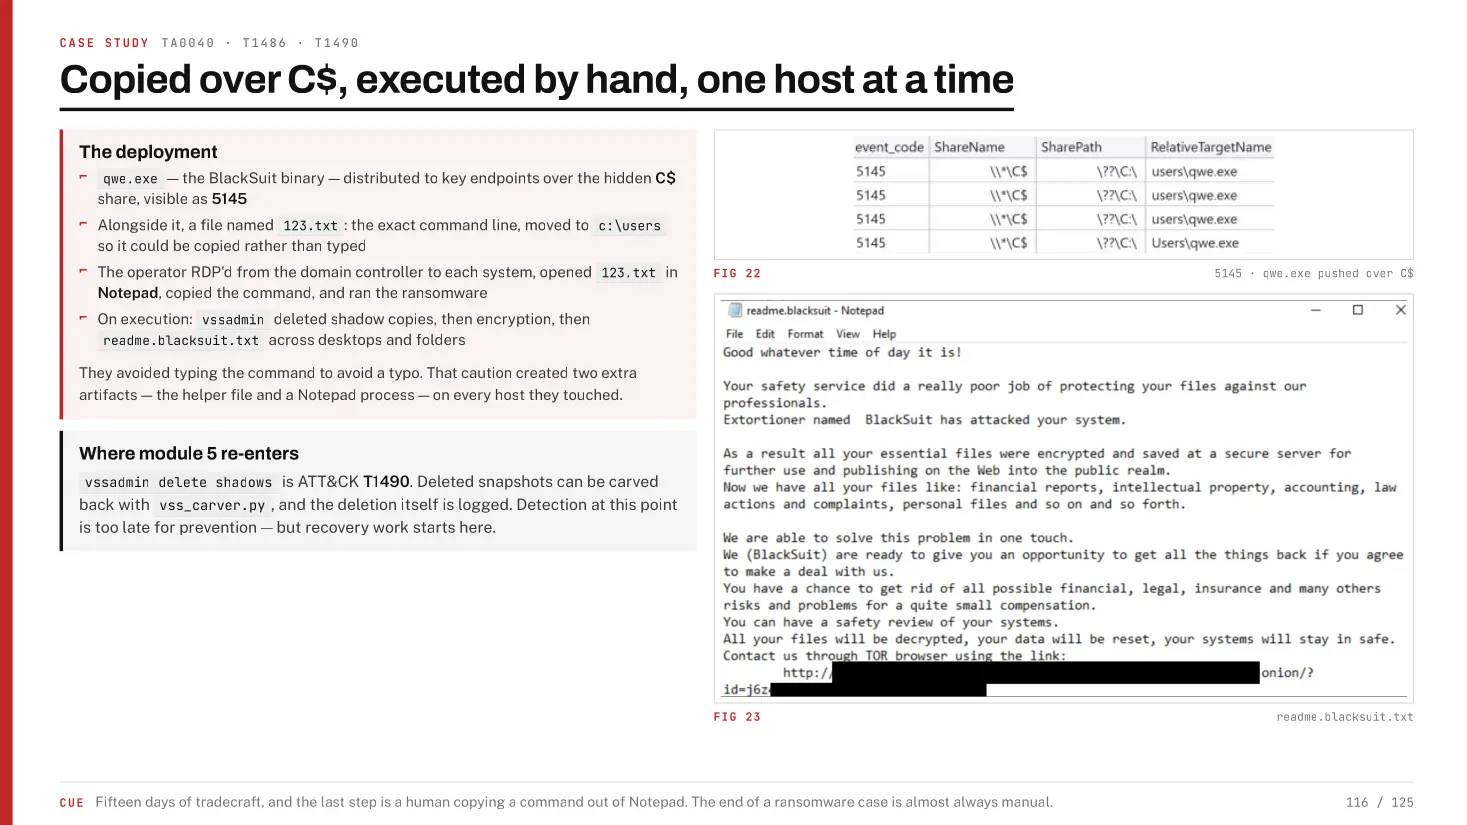 CASE STUDY TA0040 · T1486 · T1490
Copied over C$, executed by hand, one host at a time
The deployment
qwe.exe — the BlackSuit binary — distributed to key endpoints over the hidden C$
share, visible as 5145
Alongside it, a file named 123.txt : the exact command line, moved to c:\users
so it could be copied rather than typed
The operator RDP'd from the domain controller to each system, opened 123.txt in
Notepad, copied the command, and ran the ransomware
On execution: vssadmin deleted shadow copies, then encryption, then
readme.blacksuit.txt across desktops and folders
They avoided typing the command to avoid a typo. That caution created two extra
artifacts — the helper file and a Notepad process — on every host they touched.
Where module 5 re-enters
vssadmin delete shadows is ATT&CK T1490. Deleted snapshots can be carved
back with vss_carver.py , and the deletion itself is logged. Detection at this point
is too late for prevention — but recovery work starts here.
event_code ShareName SharePath RelativeTargetName
5145 \\*\C$ \??\C:\ users\qwe.exe
5145 \\*\C$ \??\C:\ users\qwe.exe
5145 \\*\C$ \??\C:\ users\qwe.exe
5145 \\*\C$ \??\C:\ Users\qwe.exe
FIG 22 5145 · qwe.exe pushed over C$
readme.blacksuit - Notepad
File Edit Format View Help
Good whatever time of day it is!
Your safety service did a really poor job of protecting your files against our
professionals.
Extortioner named  BlackSuit has attacked your system.
As a result all your essential files were encrypted and saved at a secure server for
further use and publishing on the Web into the public realm.
Now we have all your files like: financial reports, intellectual property, accounting, law
actions and complaints, personal files and so on and so forth.
We are able to solve this problem in one touch.
We (BlackSuit) are ready to give you an opportunity to get all the things back if you agree
to make a deal with us.
You have a chance to get rid of all possible financial, legal, insurance and many others
risks and problems for a quite small compensation.
You can have a safety review of your systems.
All your files will be decrypted, your data will be reset, your systems will stay in safe.
Contact us through TOR browser using the link:
http:/ onion/?
id=j6z
FIG 23 readme.blacksuit.txt
CUE Fifteen days of tradecraft, and the last step is a human copying a command out of Notepad. The end of a ransomware case is almost always manual.
116 / 125